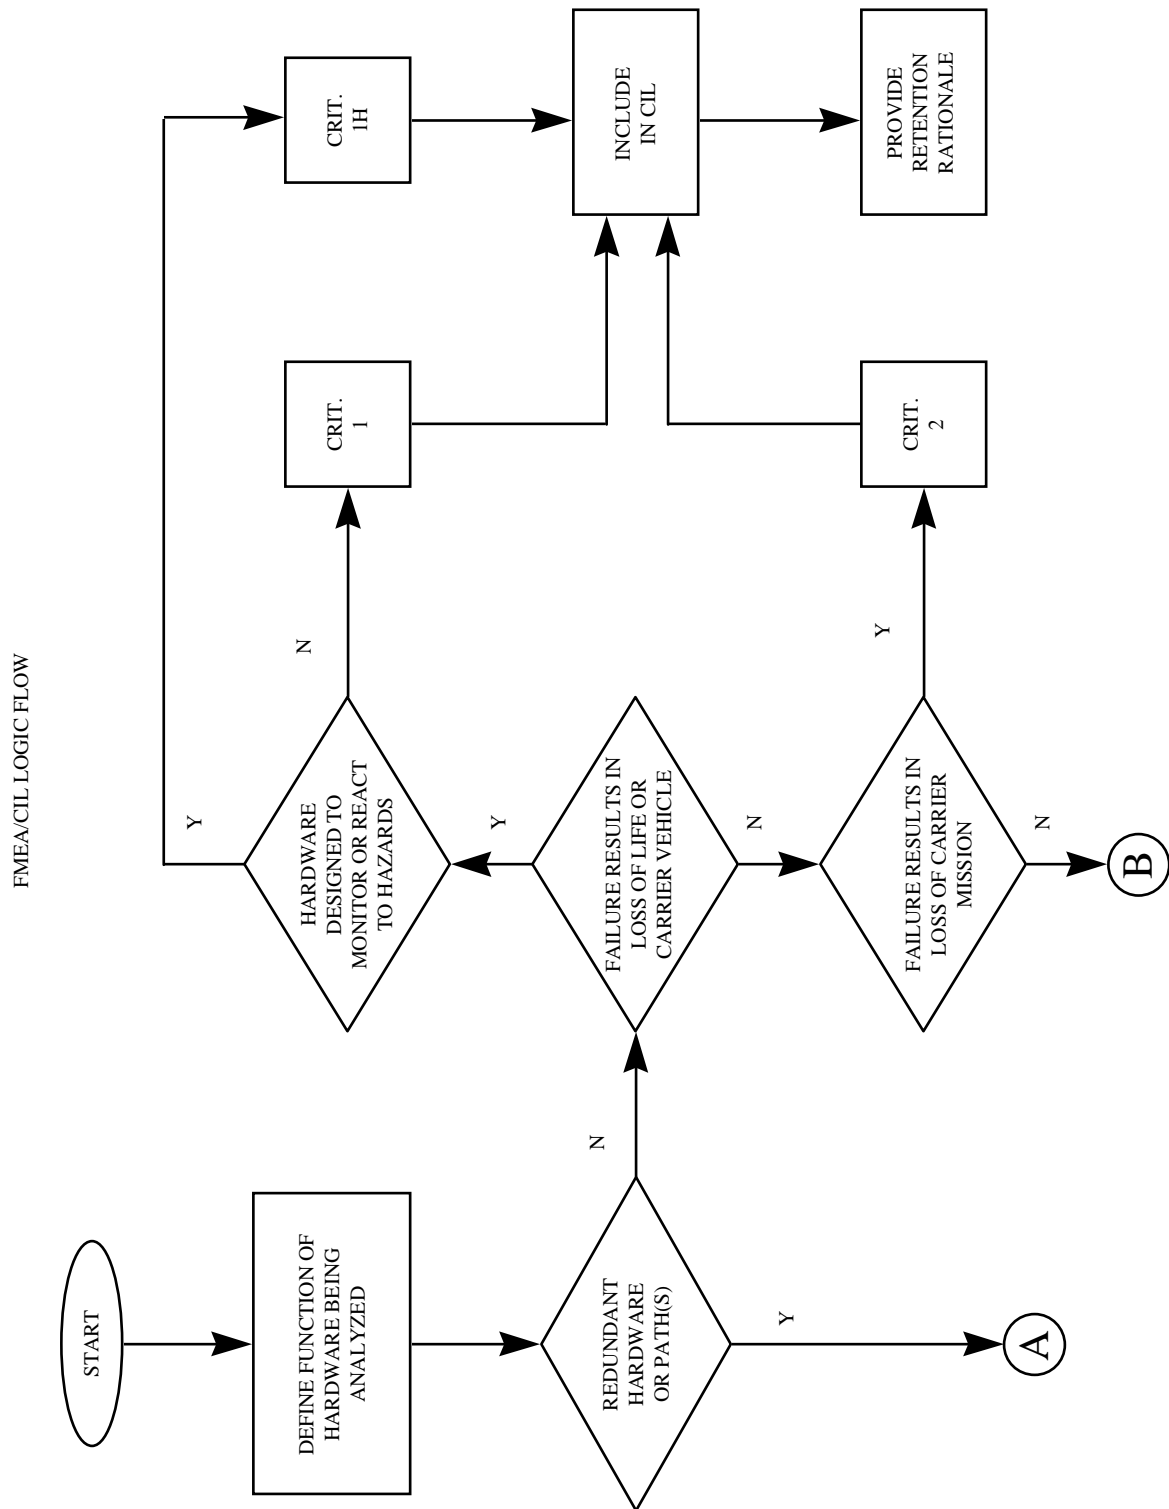 FMEA/CIL LOGIC FLOW
START
DEFINE FUNCTION OF
HARDWARE BEING
ANALYZED
REDUNDANT
HARDWARE
OR PATH(S)
Y
A
N
FAILURE RESULTS IN
LOSS OF LIFE OR
CARRIER VEHICLE
Y
HARDWARE
DESIGNED TO
MONITOR OR REACT
TO HAZARDS
Y
CRIT.
1H
N
CRIT.
1
N
FAILURE RESULTS IN
LOSS OF CARRIER
MISSION
Y
CRIT.
2
N
B
INCLUDE
IN CIL
PROVIDE
RETENTION
RATIONALE